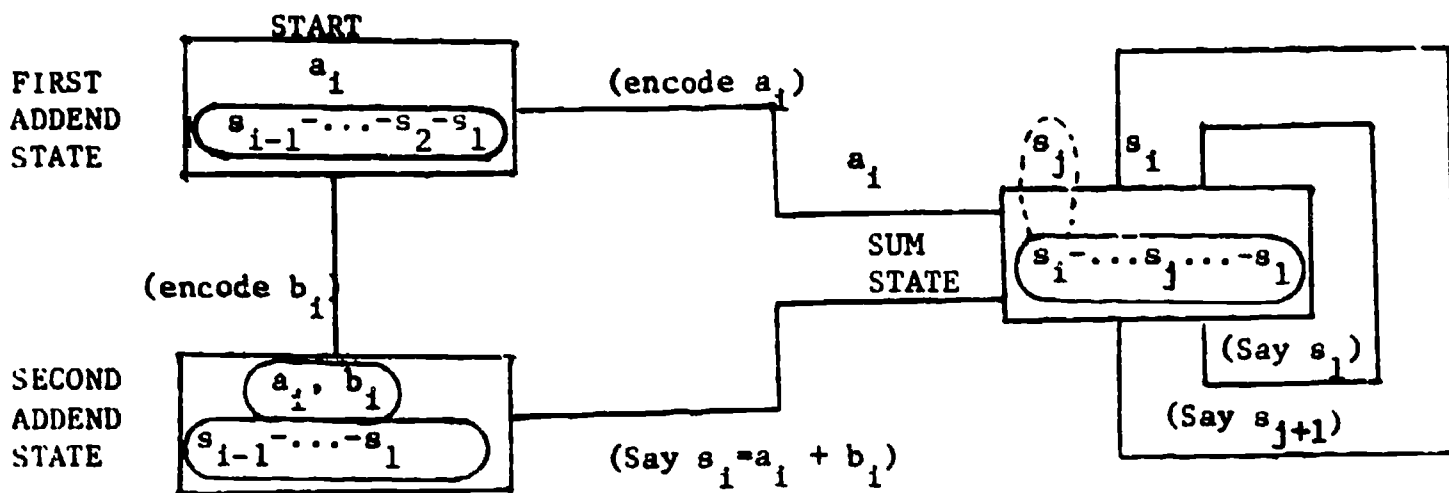 START
FIRST
ADDEND
STATE
a_i
s_{i-1}-...-s_2-s_1
(encode a_i)
a_i
s_j
s_i
SUM
STATE
s_i-...s_j...-s_1
(encode b_i)
(Say s_1)
(Say s_{j+1})
SECOND
ADDEND
STATE
a_i, b_i
s_{i-1}-...-s_1
(Say s_i=a_i + b_i)